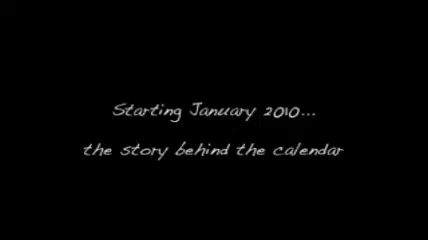 Starting January 2010...
the story behind the calendar